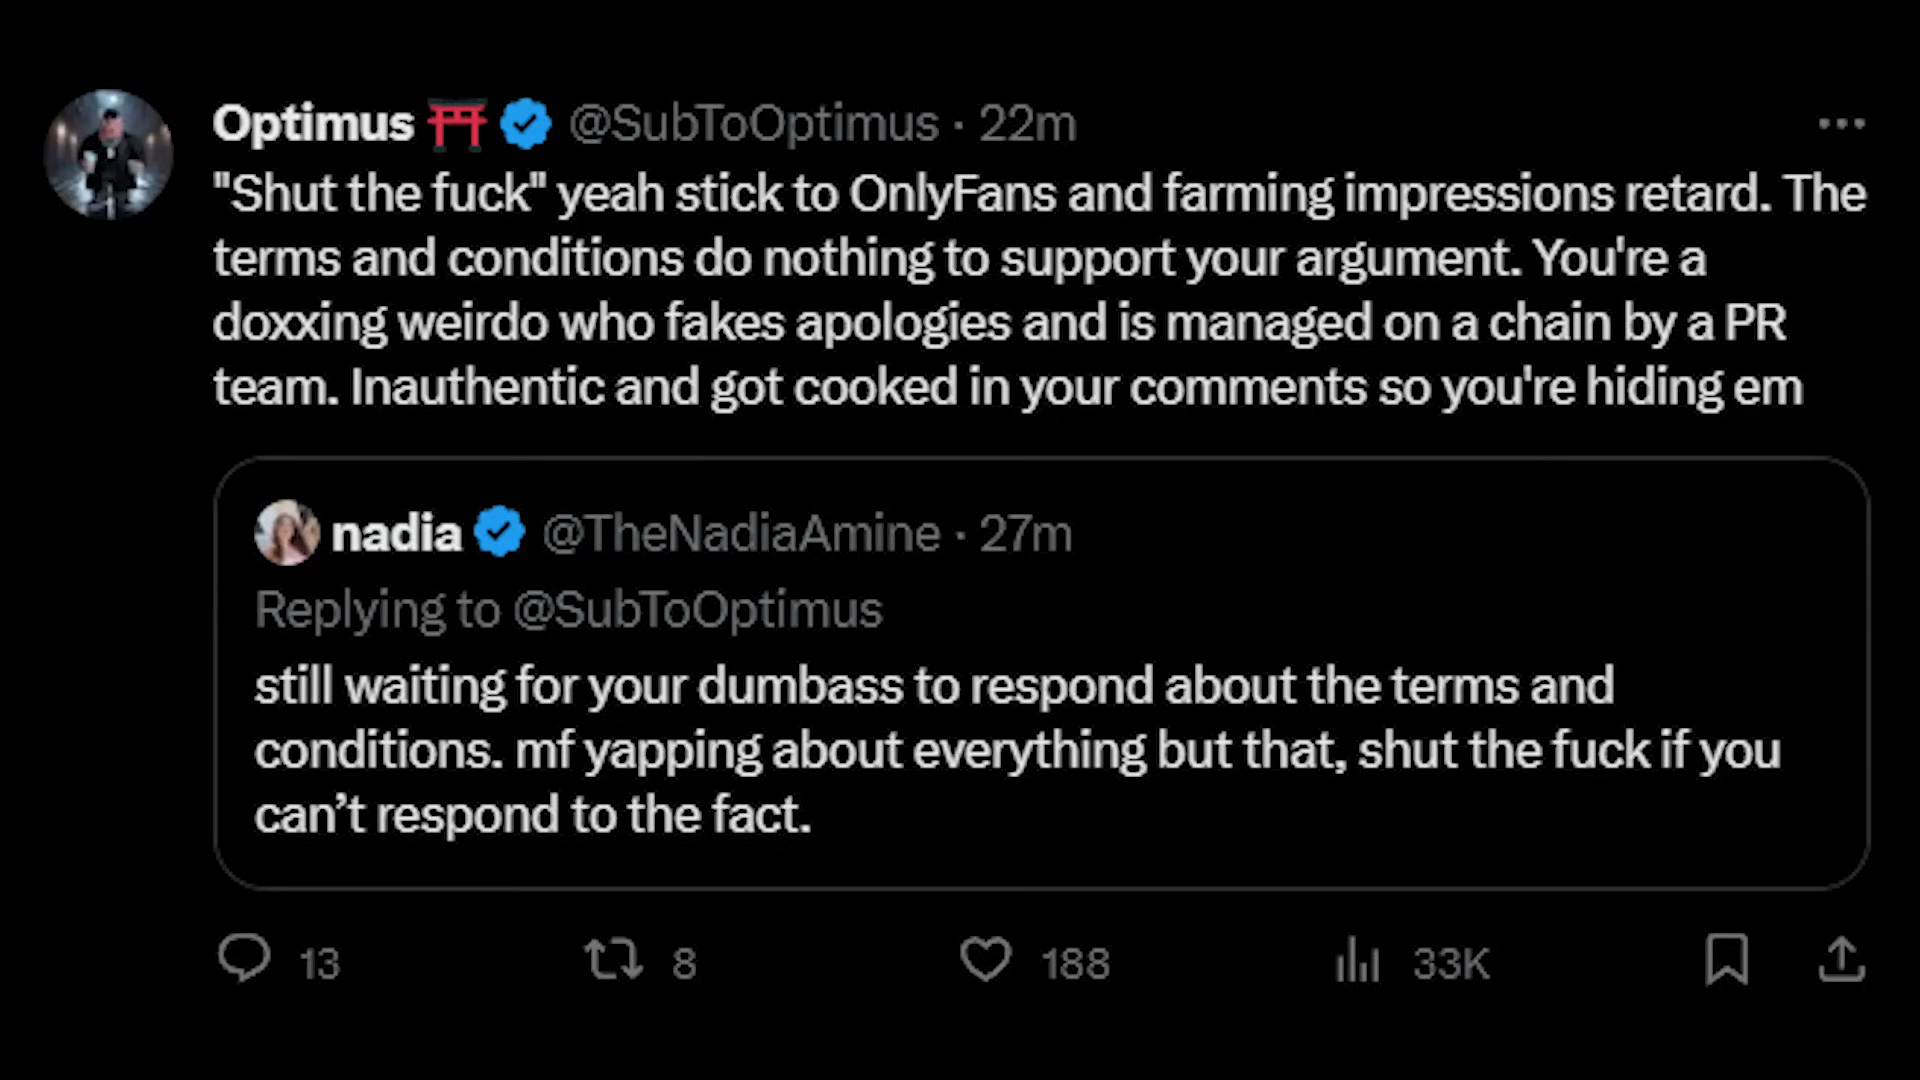 Optimus ⛩️ @SubToOptimus · 22m
"Shut the fuck" yeah stick to OnlyFans and farming impressions retard. The
terms and conditions do nothing to support your argument. You're a
doxxing weirdo who fakes apologies and is managed on a chain by a PR
team. Inauthentic and got cooked in your comments so you're hiding em
nadia @TheNadiaAmine · 27m
Replying to @SubToOptimus
still waiting for your dumbass to respond about the terms and
conditions. mf yapping about everything but that, shut the fuck if you
can’t respond to the fact.
13 8 188 33K